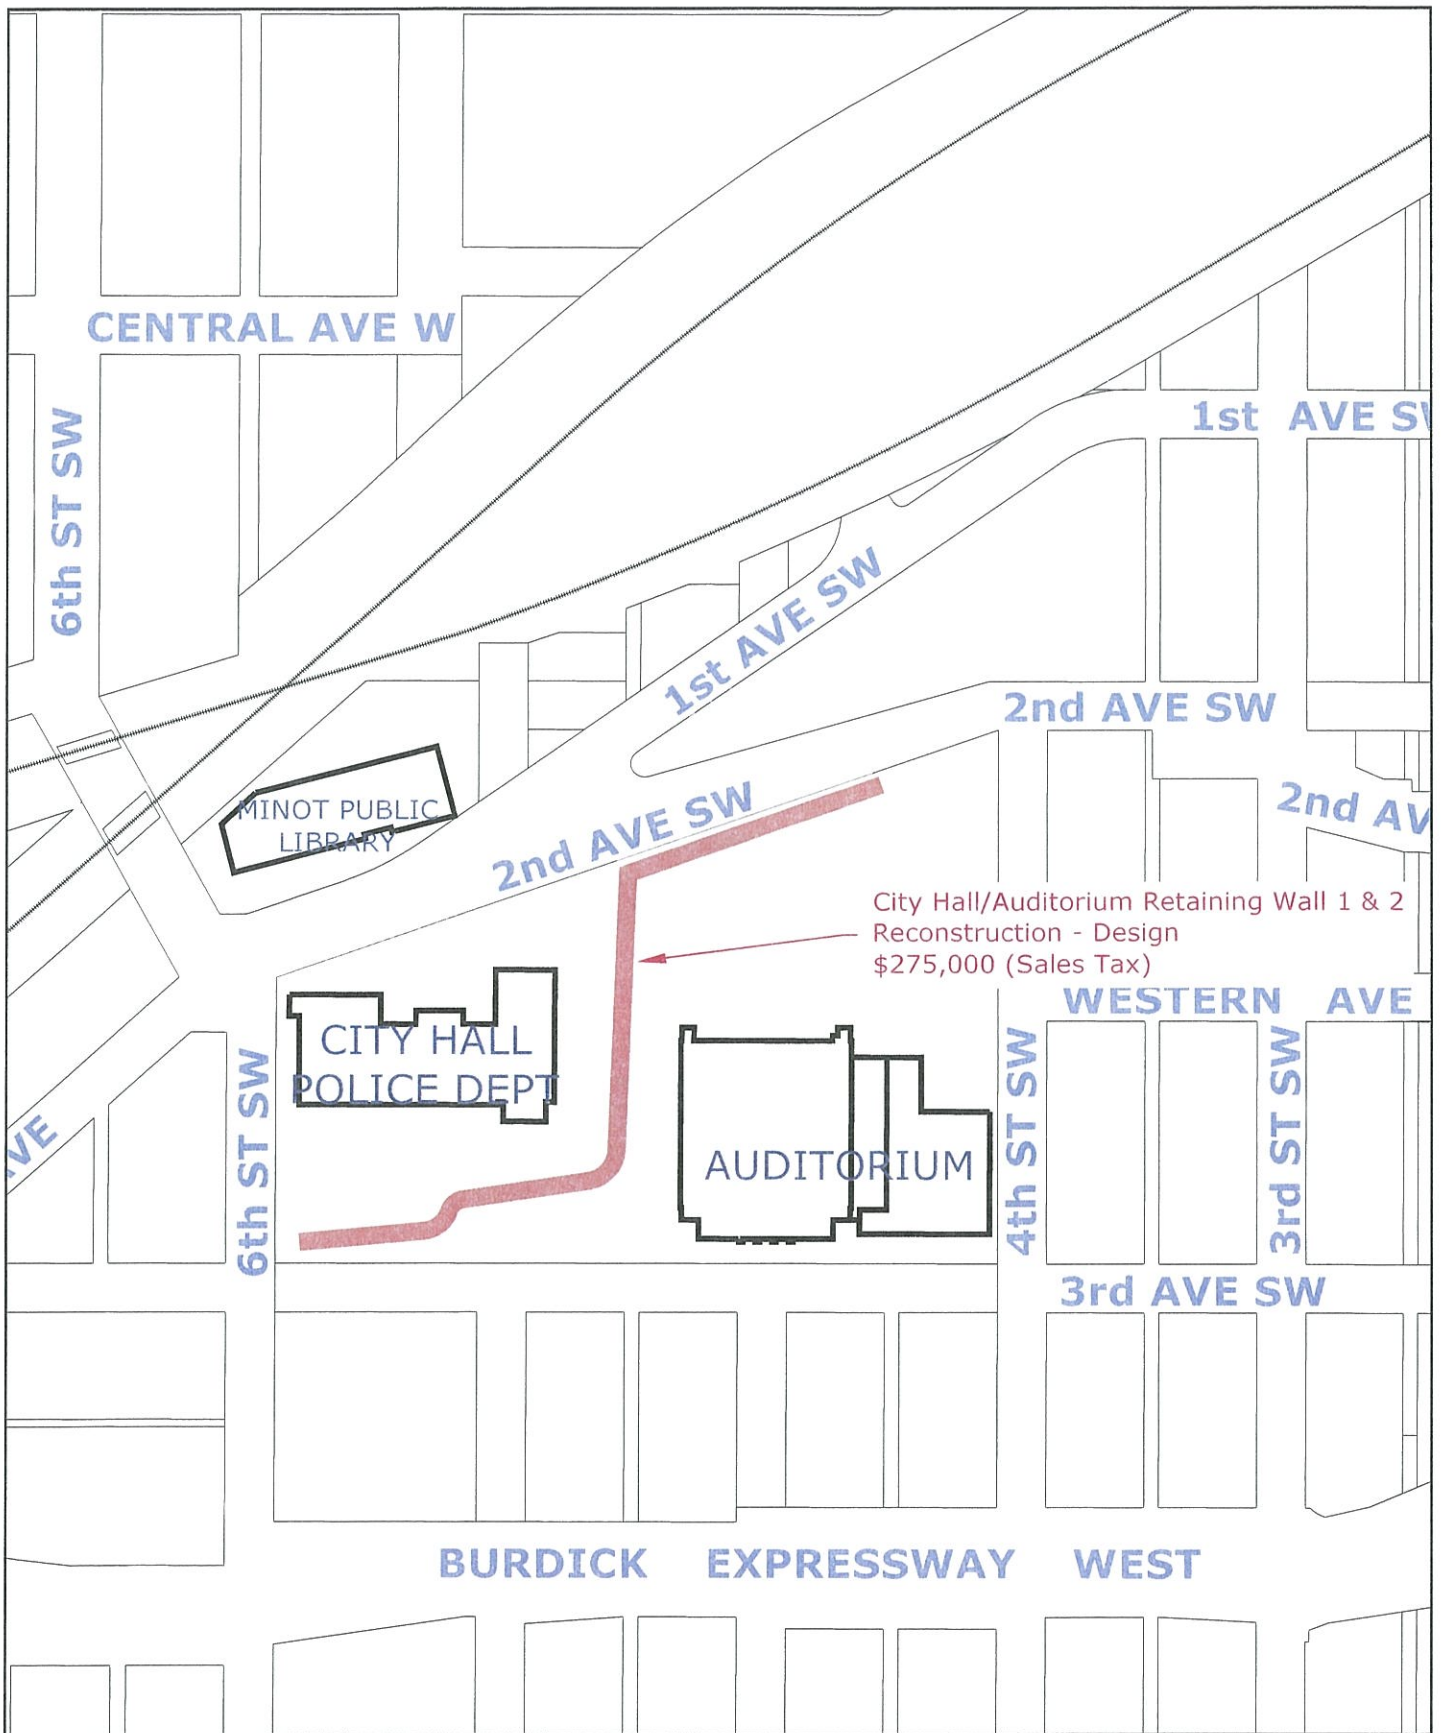 CENTRAL AVE W
1st AVE S
6th ST SW
1st AVE SW
2nd AVE SW
MINOT PUBLIC
LIBRARY
2nd AVE SW
2nd AV
City Hall/Auditorium Retaining Wall 1 & 2
Reconstruction - Design
$275,000 (Sales Tax)
WESTERN AVE
CITY HALL
POLICE DEPT
6th ST SW
AUDITORIUM
4th ST SW
3rd ST SW
VE
3rd AVE SW
BURDICK EXPRESSWAY WEST